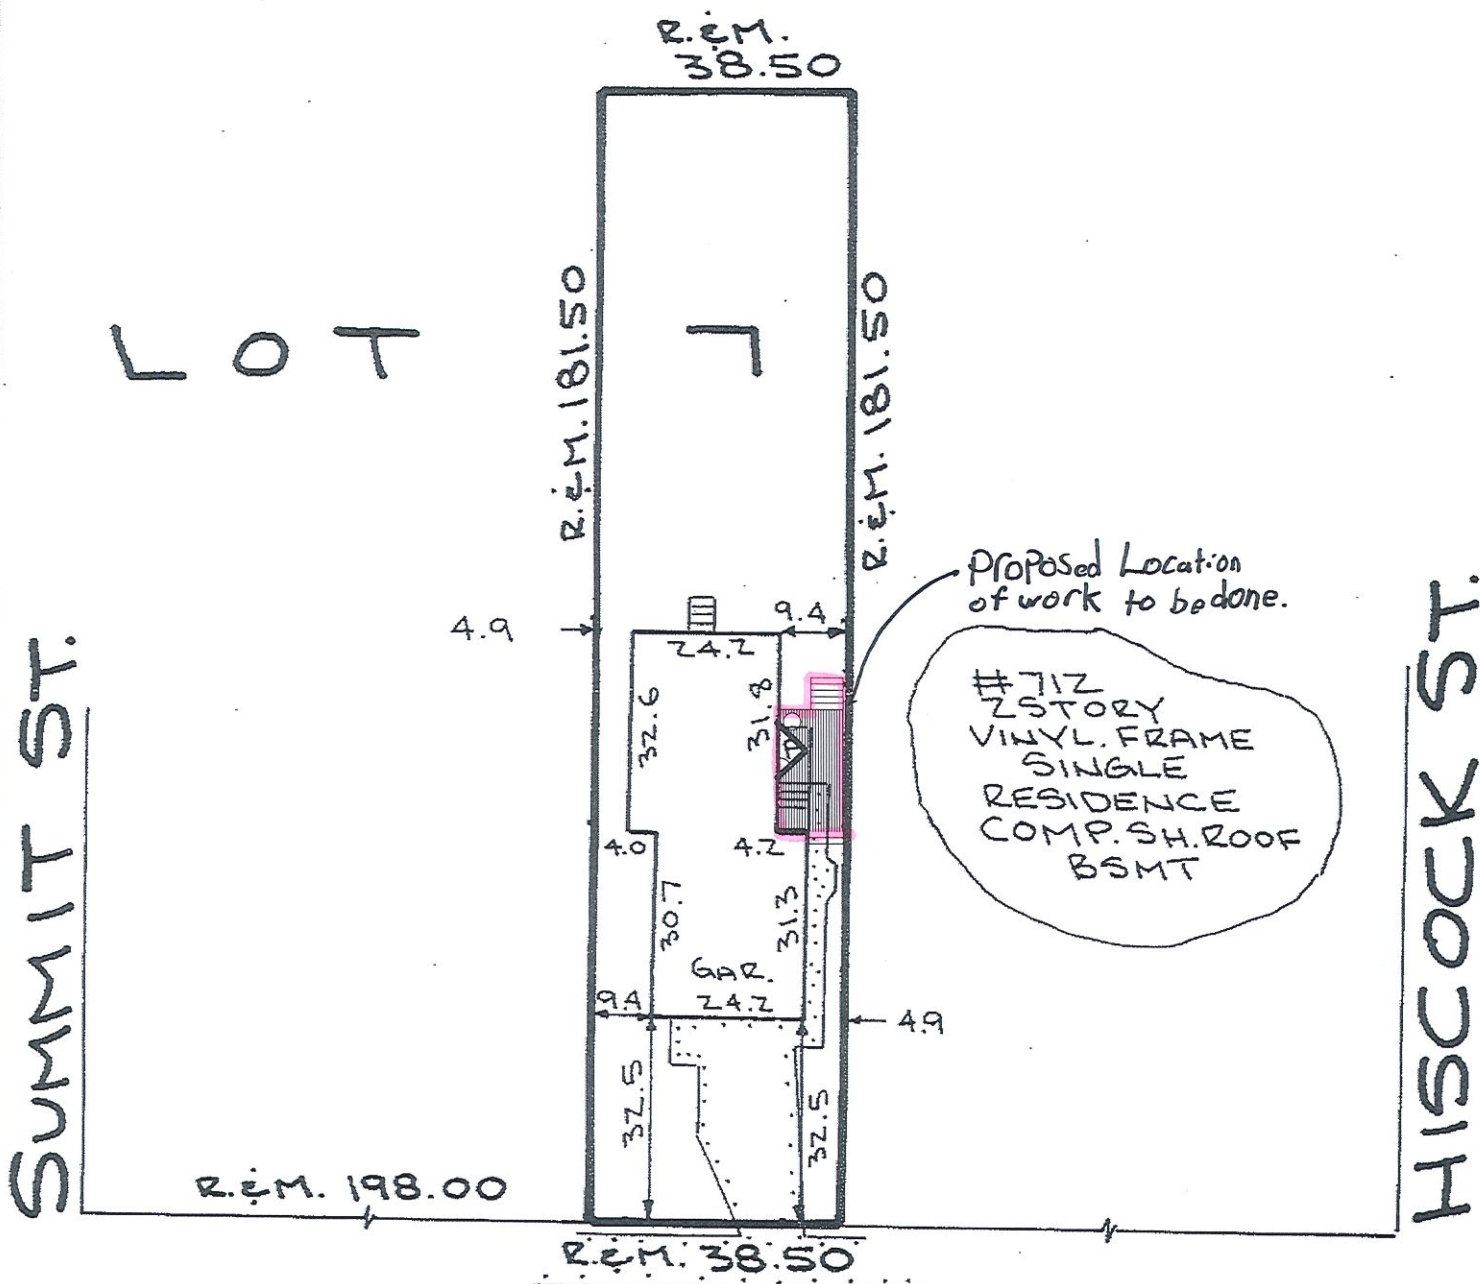 R.&M.
38.50
R.&M. 181.50
R.&M. 181.50
LOT 7
Proposed Location
of work to be done.
4.9
9.4
24.2
#712
2 STORY
VINYL. FRAME
SINGLE
RESIDENCE
COMP. SH. ROOF
BSMT
32.6
31.8
4.0
4.2
30.7
31.3
GAR.
24.2
9.4
4.9
32.5
32.5
SUMMIT ST.
HISCOCK ST.
R.&M. 198.00
R.&M. 38.50